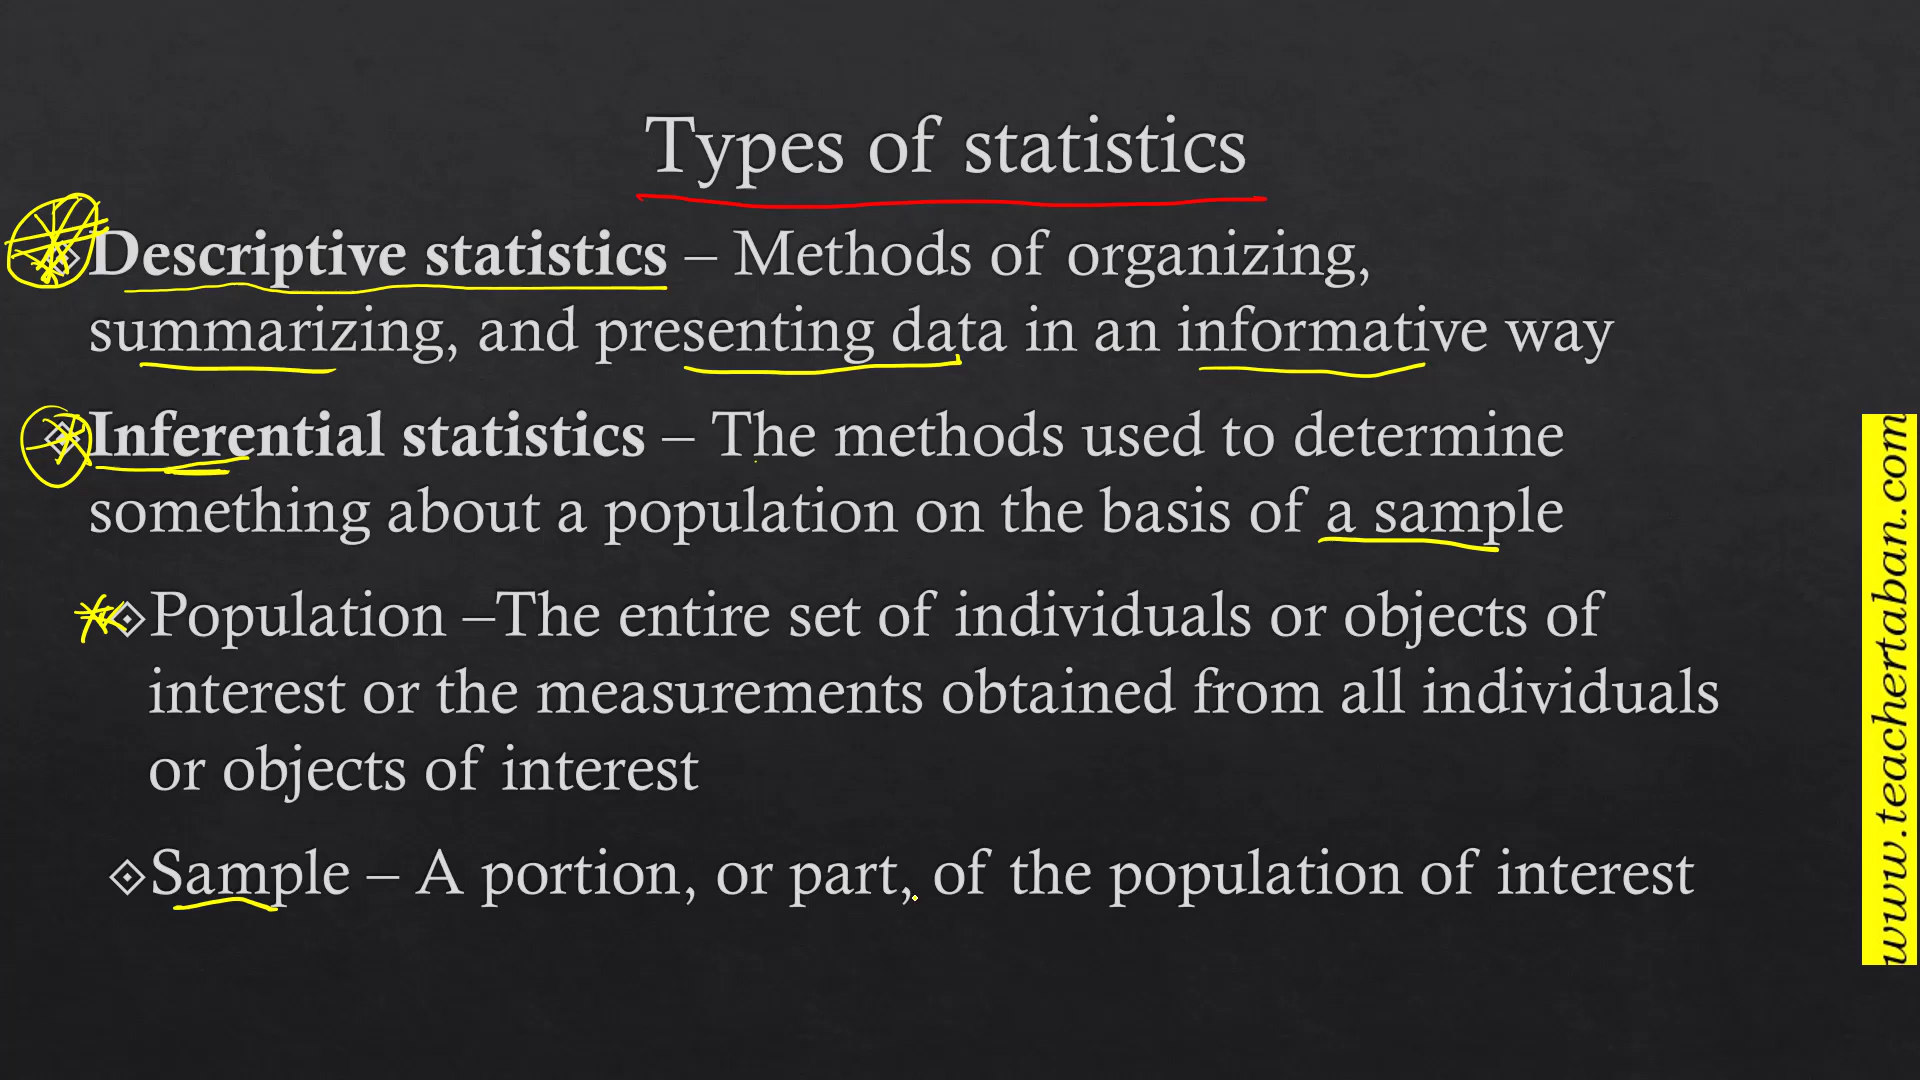 Types of statistics
Descriptive statistics – Methods of organizing,
summarizing, and presenting data in an informative way
Inferential statistics – The methods used to determine
something about a population on the basis of a sample
Population –The entire set of individuals or objects of
interest or the measurements obtained from all individuals
or objects of interest
Sample – A portion, or part, of the population of interest
www.teachertaban.com